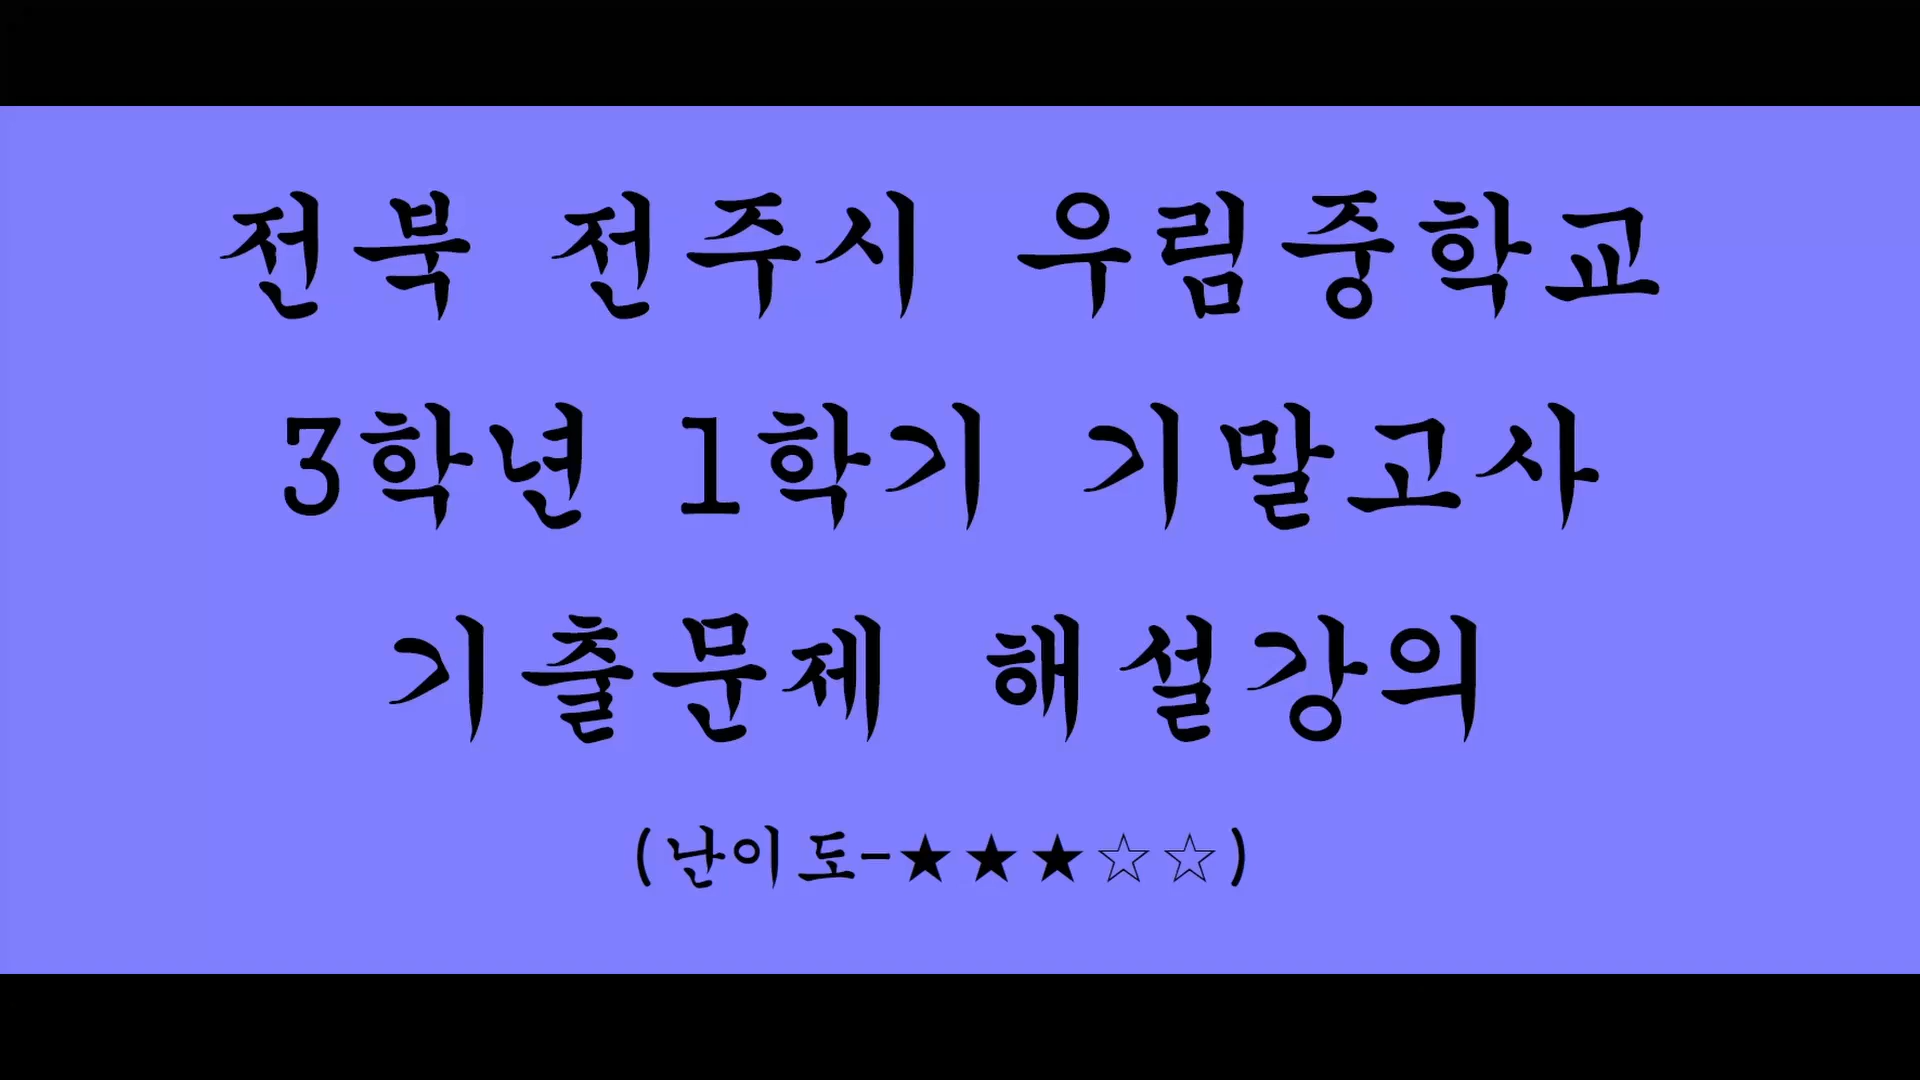 전북 전주시 우림중학교
3학년 1학기 기말고사
기출문제 해설강의
(난이도-★★★☆☆)